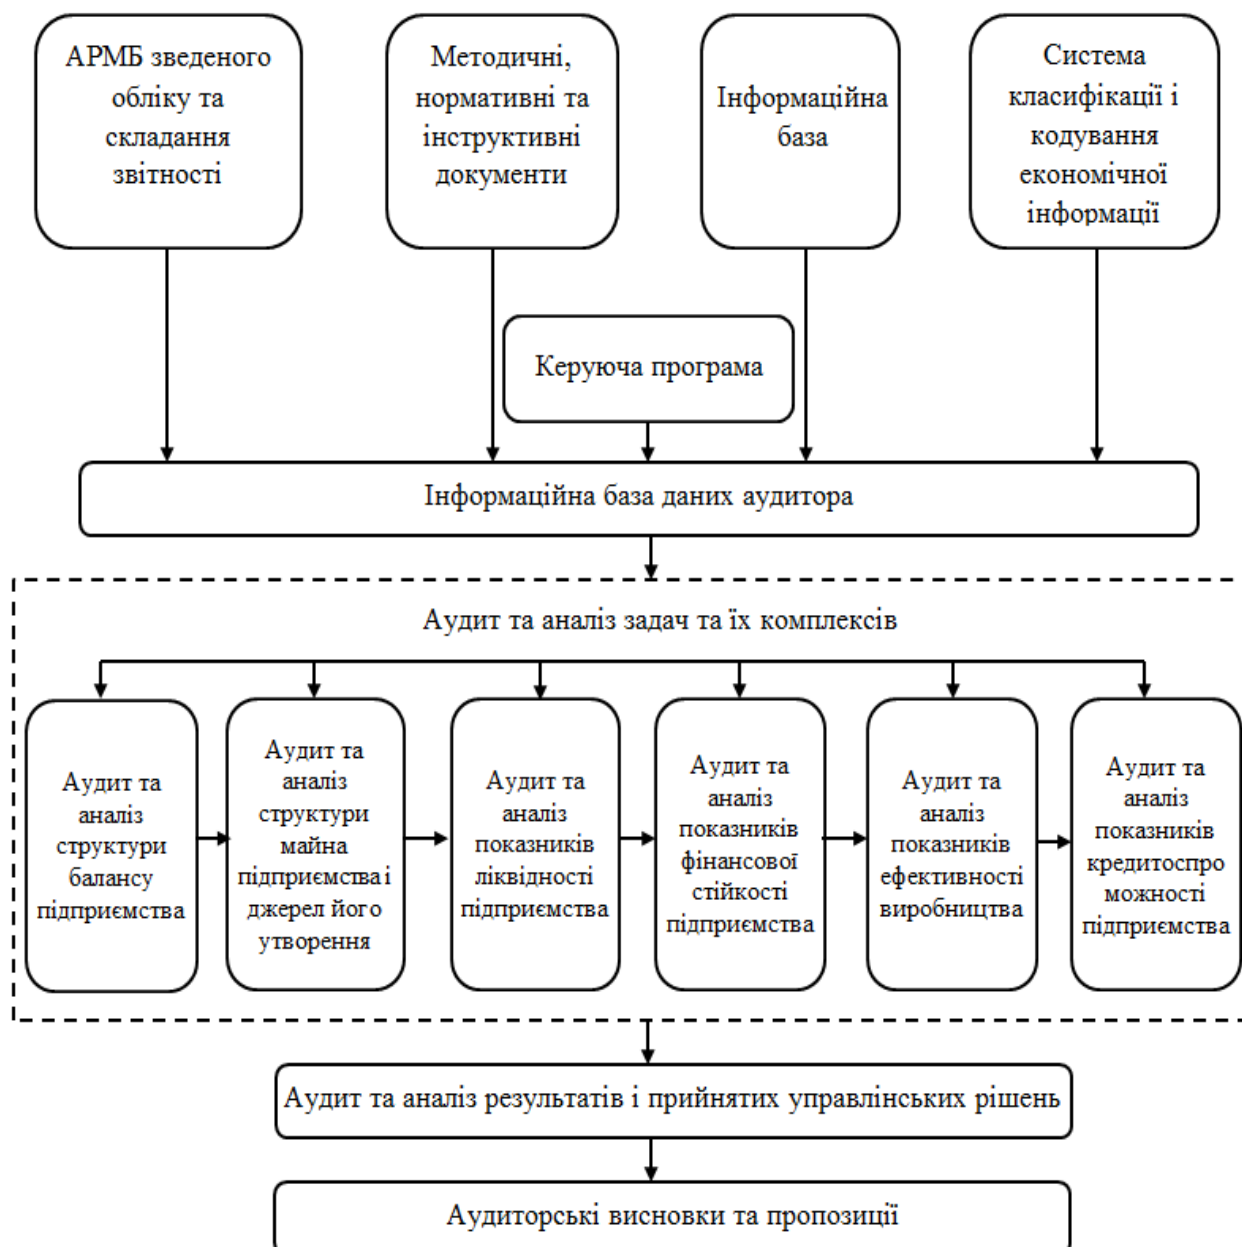 АРМБ зведеного
обліку та
складання
звітності
Методичні,
нормативні та
інструктивні
документи
Інформаційна
база
Система
класифікації і
кодування
економічної
інформації
Керуюча програма
Інформаційна база даних аудитора
Аудит та аналіз задач та їх комплексів
Аудит та
аналіз
структури
балансу
підприємства
Аудит та
аналіз
структури
майна
підприємства і
джерел його
утворення
Аудит та
аналіз
показників
ліквідності
підприємства
Аудит та
аналіз
показників
фінансової
стійкості
підприємства
Аудит та
аналіз
показників
ефективності
виробництва
Аудит та
аналіз
показників
кредитоспро
можності
підприємства
Аудит та аналіз результатів і прийнятих управлінських рішень
Аудиторські висновки та пропозиції